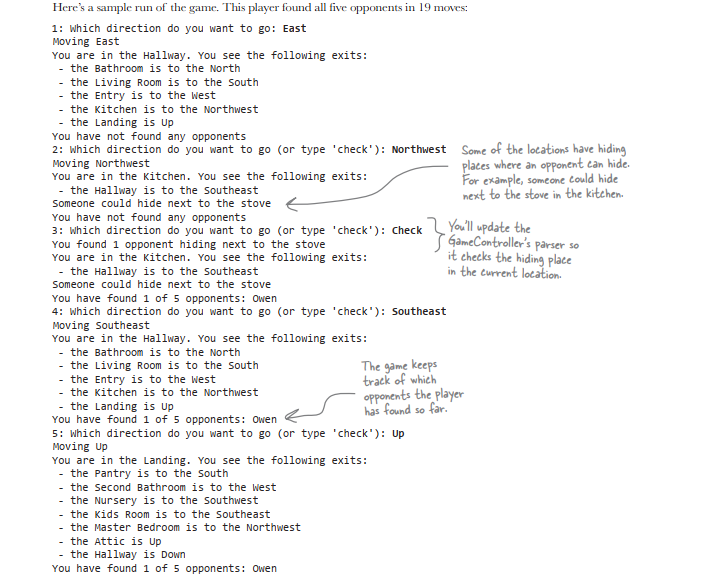 Here's a sample run of the game. This player found all five opponents in 19 moves:
1: Which direction do you want to go: East
Moving East
You are in the Hallway. You see the following exits:
- the Bathroom is to the North
- the Living Room is to the South
- the Entry is to the West
- the Kitchen is to the Northwest
- the Landing is Up
You have not found any opponents
2: Which direction do you want to go (or type 'check'): Northwest
Moving Northwest
You are in the Kitchen. You see the following exits:
- the Hallway is to the Southeast
Someone could hide next to the stove
You have not found any opponents
Some of the locations have hiding
places where an opponent can hide.
For example, someone could hide
next to the stove in the kitchen.
3: Which direction do you want to go (or type 'check'): Check
You found 1 opponent hiding next to the stove
You are in the Kitchen. You see the following exits:
- the Hallway is to the Southeast
Someone could hide next to the stove
You have found 1 of 5 opponents: Owen
You'll update the
GameController's parser so
it checks the hiding place
in the current location.
4: Which direction do you want to go (or type 'check'): Southeast
Moving Southeast
You are in the Hallway. You see the following exits:
- the Bathroom is to the North
- the Living Room is to the South
- the Entry is to the West
- the Kitchen is to the Northwest
- the Landing is Up
You have found 1 of 5 opponents: Owen
The game keeps
track of which
opponents the player
has found so far.
5: Which direction do you want to go (or type 'check'): Up
Moving Up
You are in the Landing. You see the following exits:
- the Pantry is to the South
- the Second Bathroom is to the West
- the Nursery is to the Southwest
- the Kids Room is to the Southeast
- the Master Bedroom is to the Northwest
- the Attic is Up
- the Hallway is Down
You have found 1 of 5 opponents: Owen